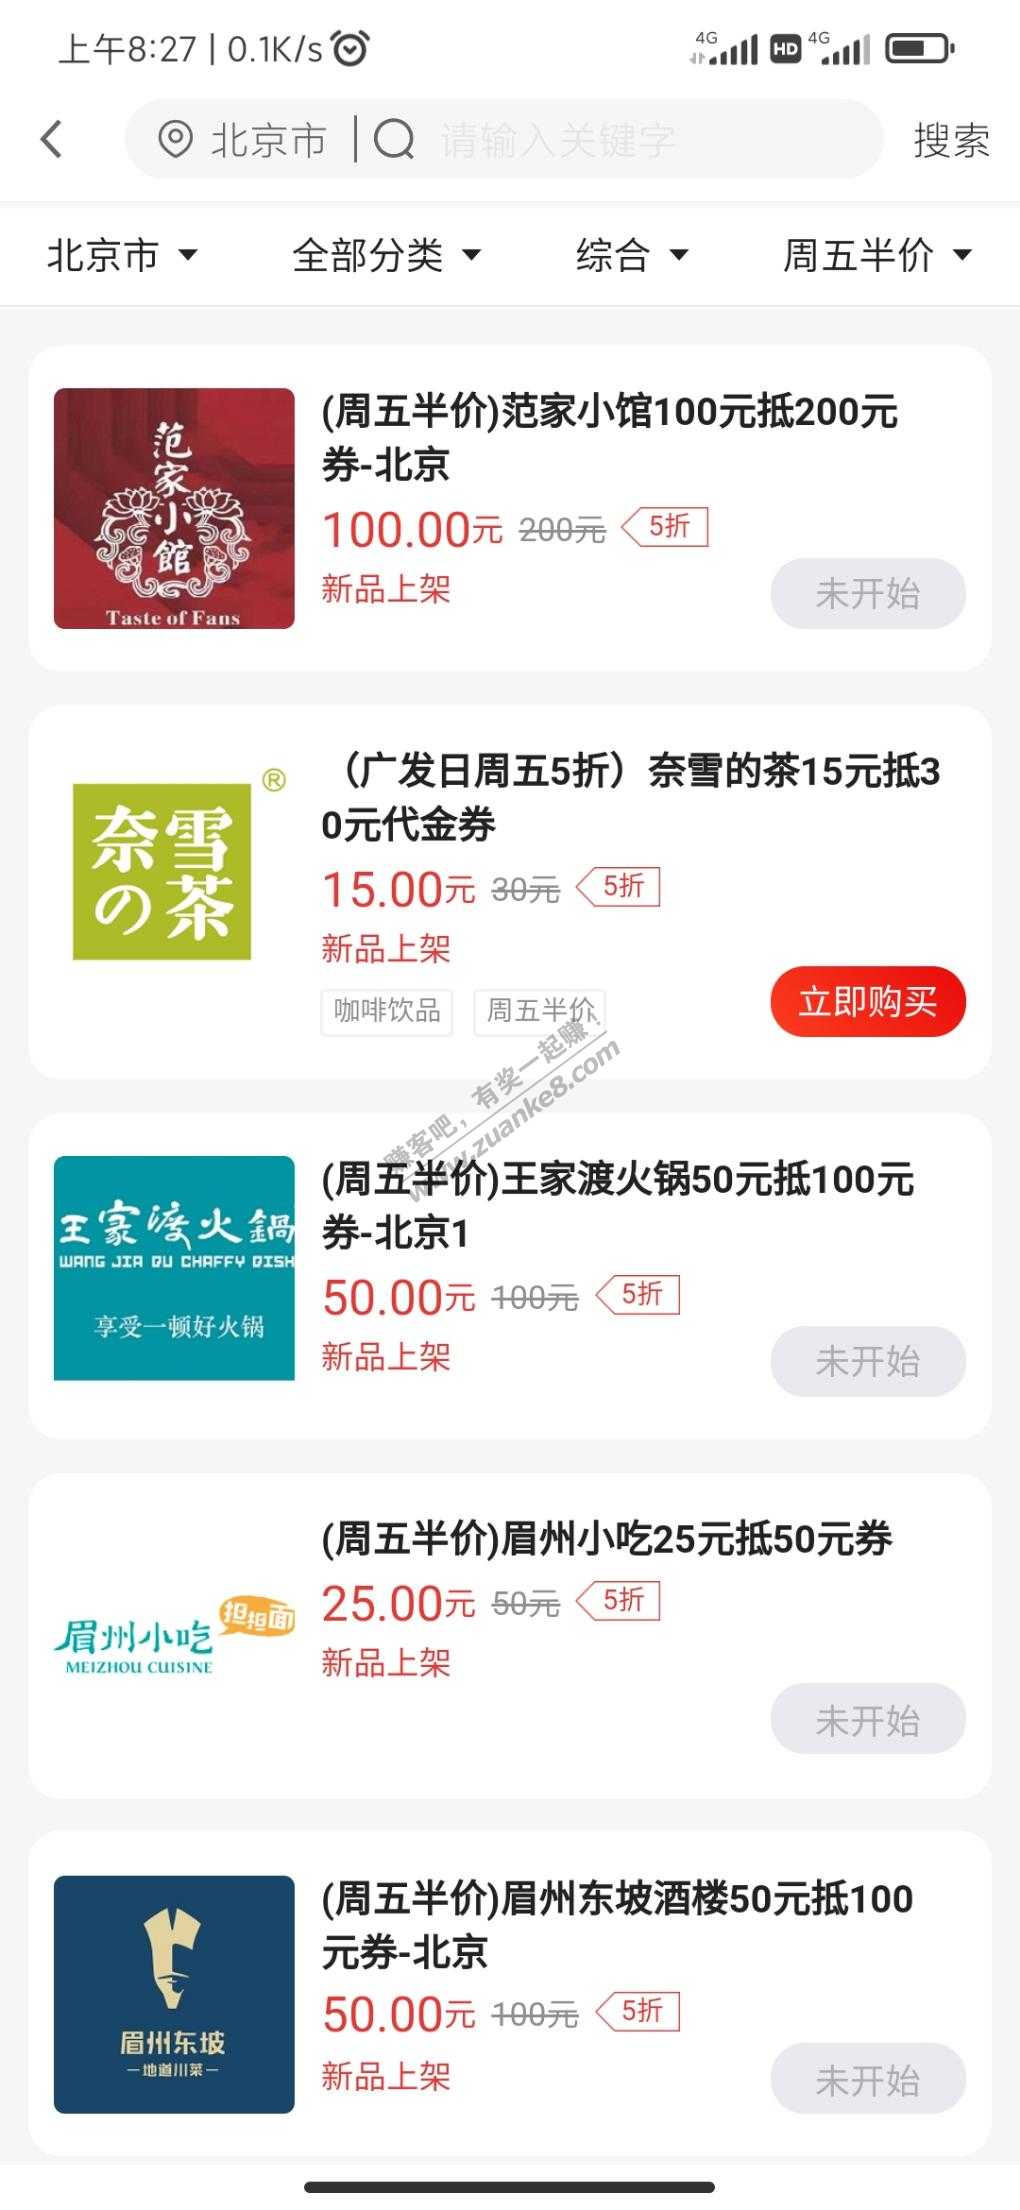 上午8:27 | 0.1K/s
4G HD 4G
北京市 请输入关键字 搜索
北京市 全部分类 综合 周五半价
范家小馆
Taste of Fans
(周五半价)范家小馆100元抵200元
券-北京
100.00元 200元 5折
新品上架
未开始
奈雪の茶®
（广发日周五5折）奈雪的茶15元抵3
0元代金券
15.00元 30元 5折
新品上架
咖啡饮品 周五半价
立即购买
赚客吧，有奖一起赚！
www.zuanke8.com
王家渡火鍋
WANG JIA DU CHAFFY DISH
享受一顿好火锅
(周五半价)王家渡火锅50元抵100元
券-北京1
50.00元 100元 5折
新品上架
未开始
眉州小吃 担担面
MEIZHOU CUISINE
(周五半价)眉州小吃25元抵50元券
25.00元 50元 5折
新品上架
未开始
眉州东坡
地道川菜
(周五半价)眉州东坡酒楼50元抵100
元券-北京
50.00元 100元 5折
新品上架
未开始